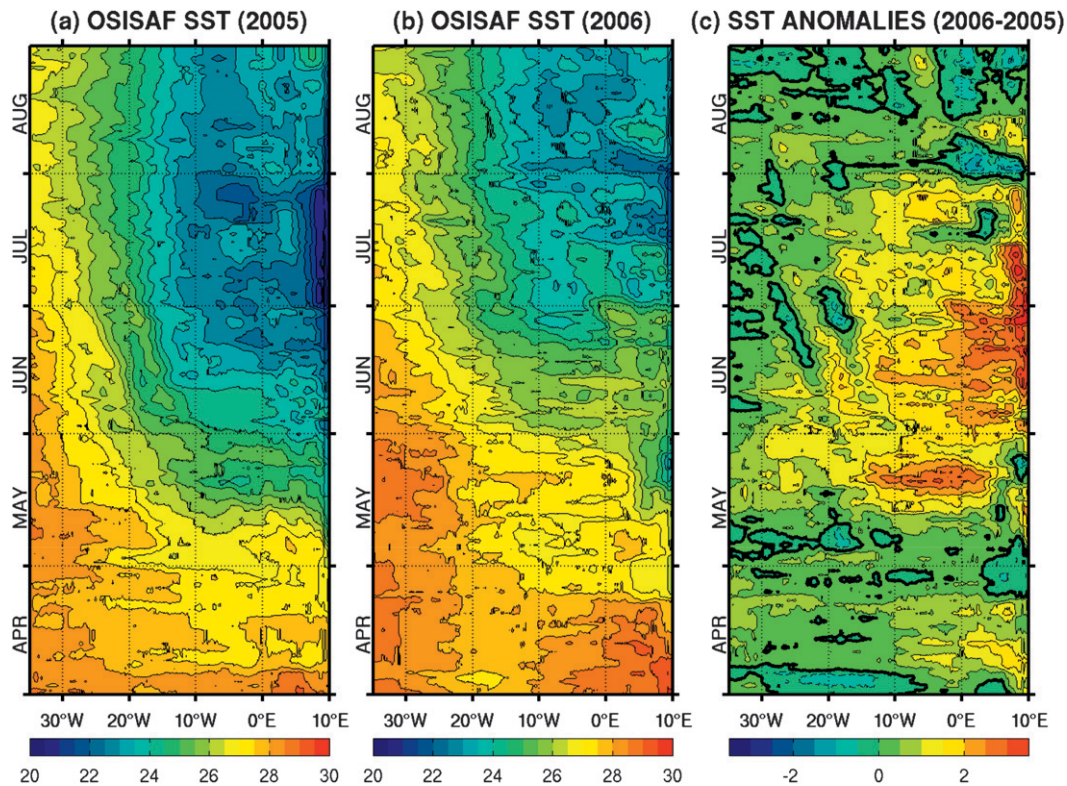 (a) OSISAF SST (2005)
(b) OSISAF SST (2006)
(c) SST ANOMALIES (2006-2005)
AUG
JUL
JUN
MAY
APR
30°W 20°W 10°W 0°E 10°E
20 22 24 26 28 30
AUG
JUL
JUN
MAY
APR
30°W 20°W 10°W 0°E 10°E
20 22 24 26 28 30
AUG
JUL
JUN
MAY
APR
30°W 20°W 10°W 0°E 10°E
-2 0 2